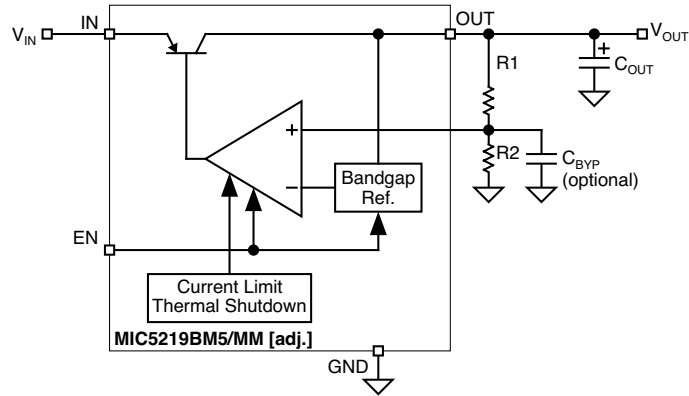 IN
OUT
V_IN
V_OUT
R1
+
C_OUT
+
R2
C_BYP
(optional)
–
Bandgap
Ref.
EN
Current Limit
Thermal Shutdown
MIC5219BM5/MM [adj.]
GND